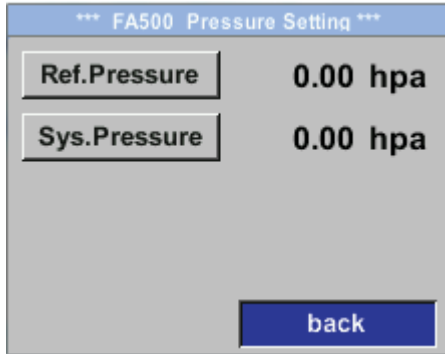 *** FA500 Pressure Setting ***
Ref.Pressure 0.00 hpa
Sys.Pressure 0.00 hpa
back